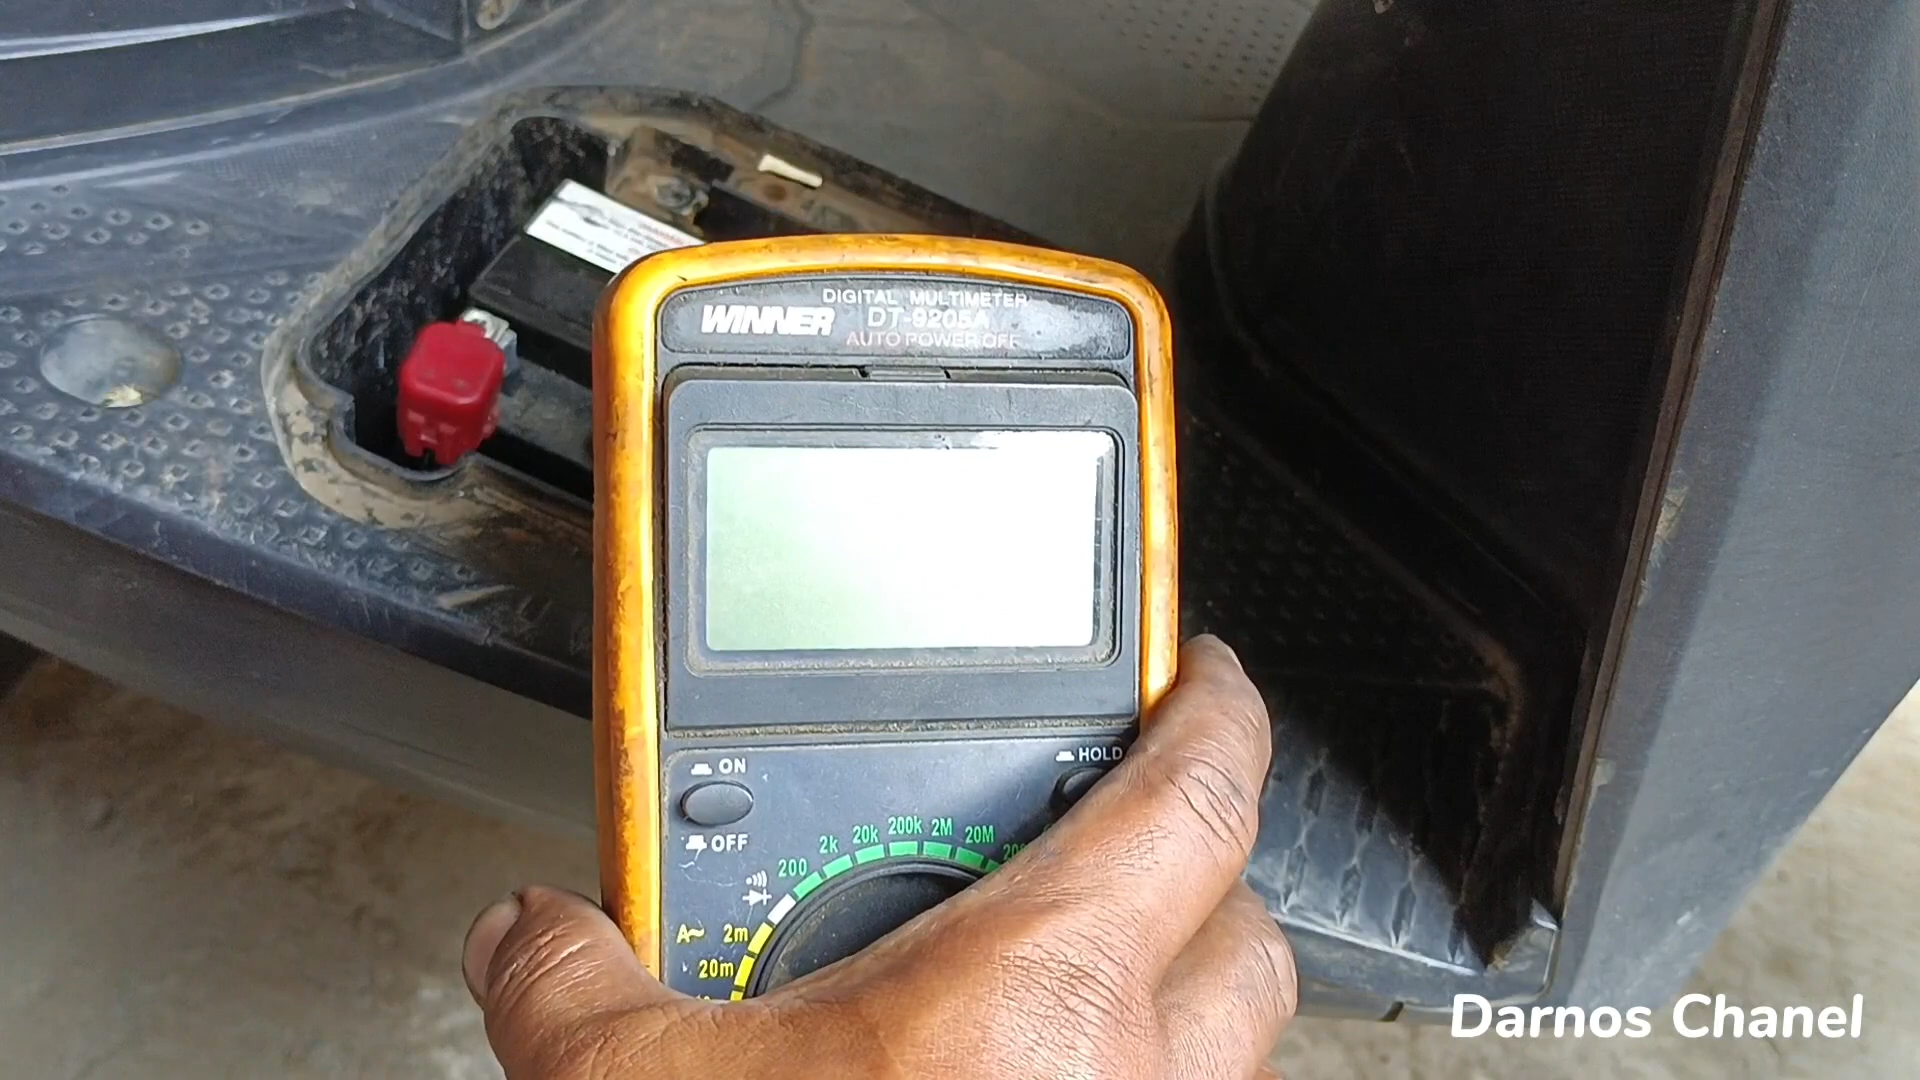 DIGITAL MULTIMETER
WINNER DT-9205A
AUTO POWER OFF
ON
HOLD
OFF
200 2k 20k 200k 2M 20M
A~ 2m
20m
Darnos Chanel